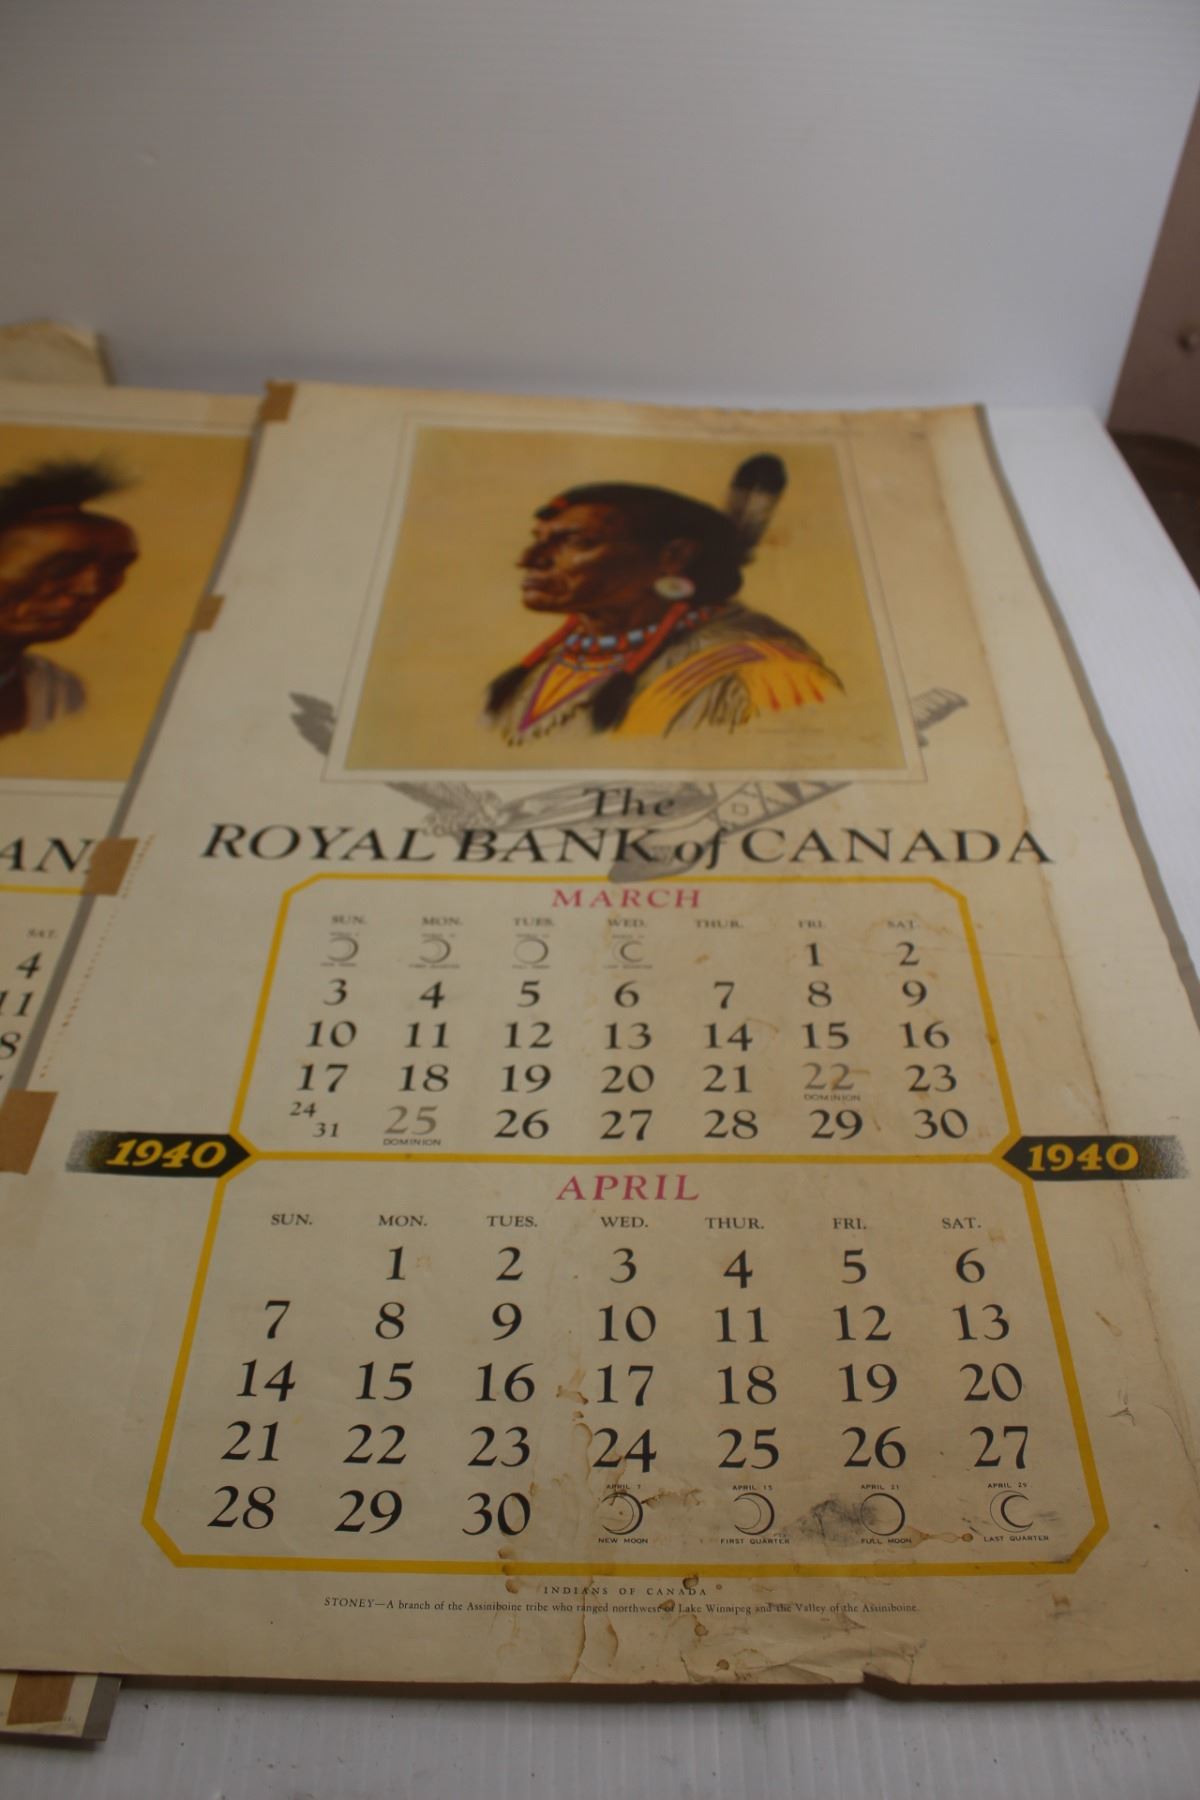 The
ROYAL BANK of CANADA
MARCH
SUN. MON. TUES. WED. THUR. FRI. SAT.
1 2
3 4 5 6 7 8 9
10 11 12 13 14 15 16
17 18 19 20 21 22 23
DOMINION
24 31 25 26 27 28 29 30
DOMINION
1940 1940
APRIL
SUN. MON. TUES. WED. THUR. FRI. SAT.
1 2 3 4 5 6
7 8 9 10 11 12 13
14 15 16 17 18 19 20
21 22 23 24 25 26 27
28 29 30
APRIL 7 APRIL 15 APRIL 21 APRIL 29
NEW MOON FIRST QUARTER FULL MOON LAST QUARTER
INDIANS OF CANADA
STONEY—A branch of the Assiniboine tribe who ranged northwest of Lake Winnipeg and the Valley of the Assiniboine.
AN
SAT.
4
11
8